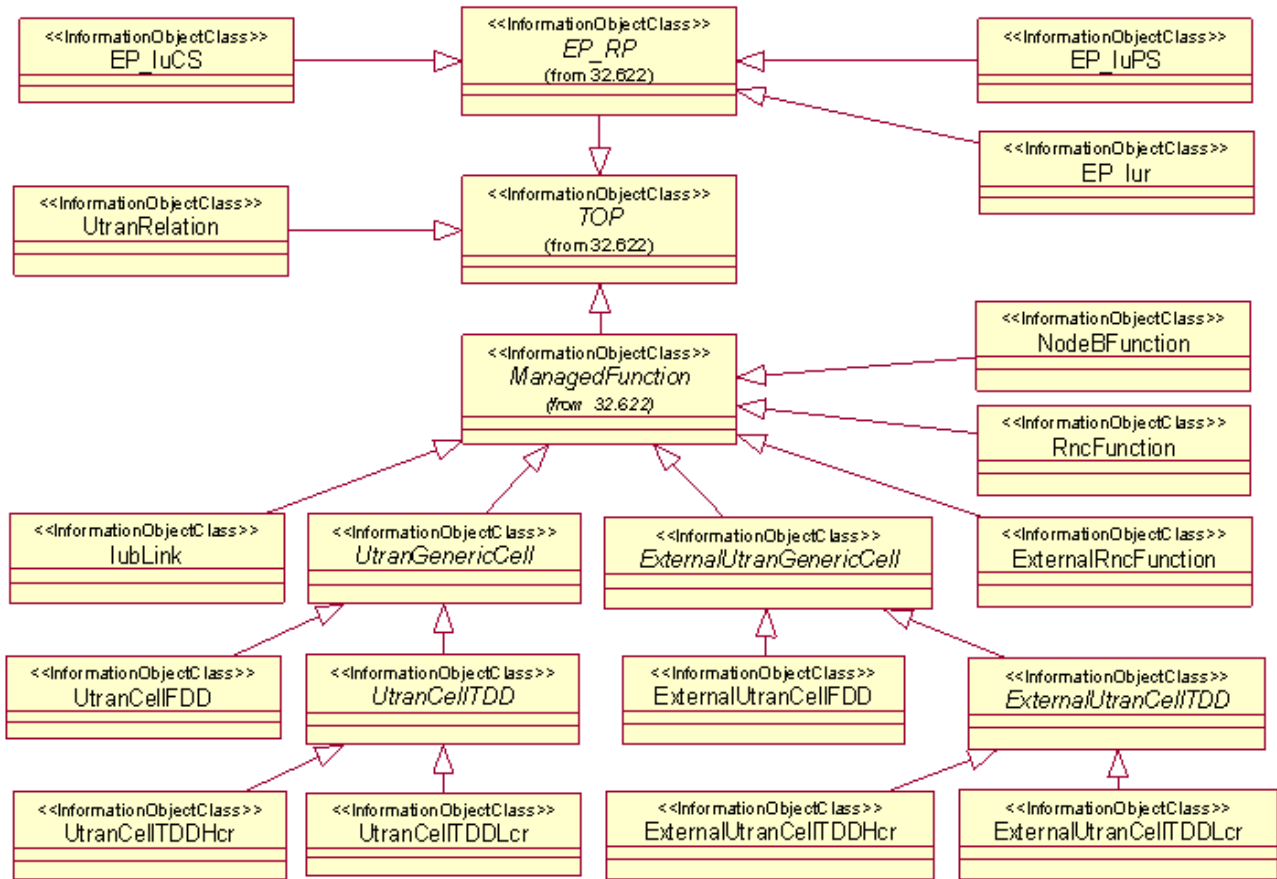 <<InformationObjectClass>>
EP_IuCS
<<InformationObjectClass>>
EP_RP
(from 32.622)
<<InformationObjectClass>>
EP_IuPS
<<InformationObjectClass>>
EP_Iur
<<InformationObjectClass>>
UtranRelation
<<InformationObjectClass>>
TOP
(from 32.622)
<<InformationObjectClass>>
NodeBFunction
<<InformationObjectClass>>
ManagedFunction
(from 32.622)
<<InformationObjectClass>>
RncFunction
<<InformationObjectClass>>
IubLink
<<InformationObjectClass>>
UtranGenericCell
<<InformationObjectClass>>
ExternalUtranGenericCell
<<InformationObjectClass>>
ExternalRncFunction
<<InformationObjectClass>>
UtranCellFDD
<<InformationObjectClass>>
UtranCellTDD
<<InformationObjectClass>>
ExternalUtranCellFDD
<<InformationObjectClass>>
ExternalUtranCellTDD
<<InformationObjectClass>>
UtranCellTDDHcr
<<InformationObjectClass>>
UtranCellTDDLcr
<<InformationObjectClass>>
ExternalUtranCellTDDHcr
<<InformationObjectClass>>
ExternalUtranCellTDDLcr